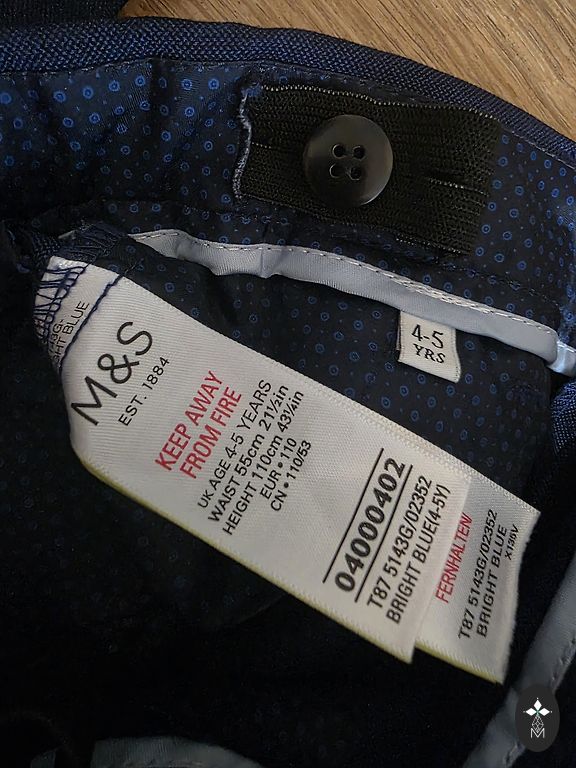 M&S
EST. 1884
KEEP AWAY
FROM FIRE
UK AGE 4-5 YEARS
WAIST 55cm 21½in
HEIGHT 110cm 43¼in
EUR • 110
CN • 110/53
04000402
T87 5143G/02352
BRIGHT BLUE(4-5Y)
FERNHALTEN/
T87 5143G/02352
BRIGHT BLUE
X136V
4-5
YRS